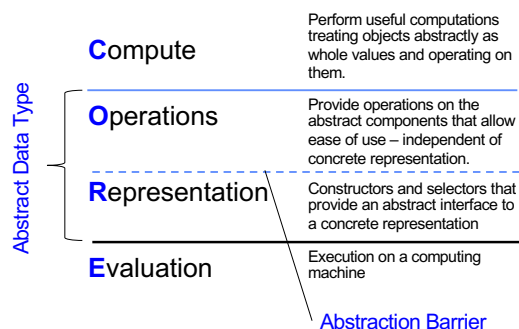 Abstract Data Type
Compute
Perform useful computations
treating objects abstractly as
whole values and operating on
them.
Operations
Provide operations on the
abstract components that allow
ease of use – independent of
concrete representation.
Representation
Constructors and selectors that
provide an abstract interface to
a concrete representation
Evaluation
Execution on a computing
machine
Abstraction Barrier